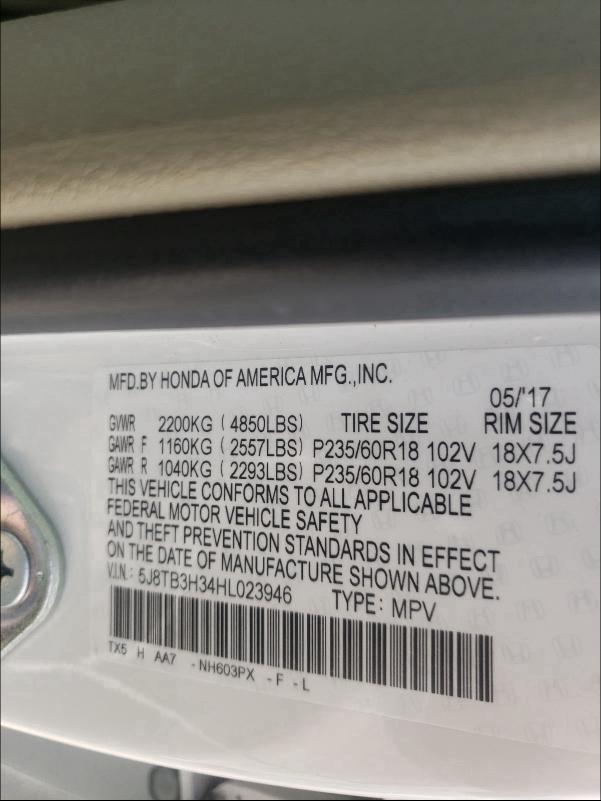 MFD.BY HONDA OF AMERICA MFG.,INC.
05/'17
GVWR 2200KG (4850LBS) TIRE SIZE RIM SIZE
GAWR F 1160KG (2557LBS) P235/60R18 102V 18X7.5J
GAWR R 1040KG (2293LBS) P235/60R18 102V 18X7.5J
THIS VEHICLE CONFORMS TO ALL APPLICABLE
FEDERAL MOTOR VEHICLE SAFETY
AND THEFT PREVENTION STANDARDS IN EFFECT
ON THE DATE OF MANUFACTURE SHOWN ABOVE.
V.I.N.: 5J8TB3H34HL023946 TYPE: MPV
TX5 H AA7 -NH603PX -F -L